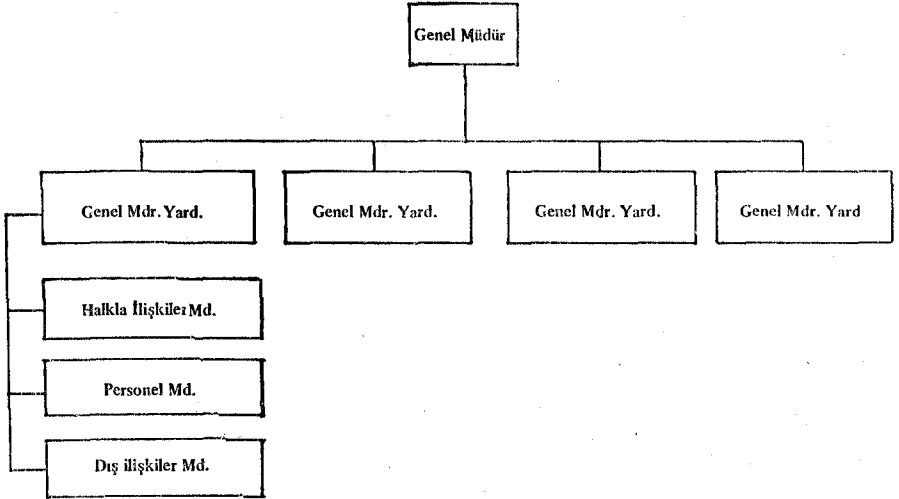 Genel Müdür
Genel Mdr. Yard.
Genel Mdr. Yard.
Genel Mdr. Yard.
Genel Mdr. Yard
Halkla İlişkiler Md.
Personel Md.
Dış ilişkiler Md.